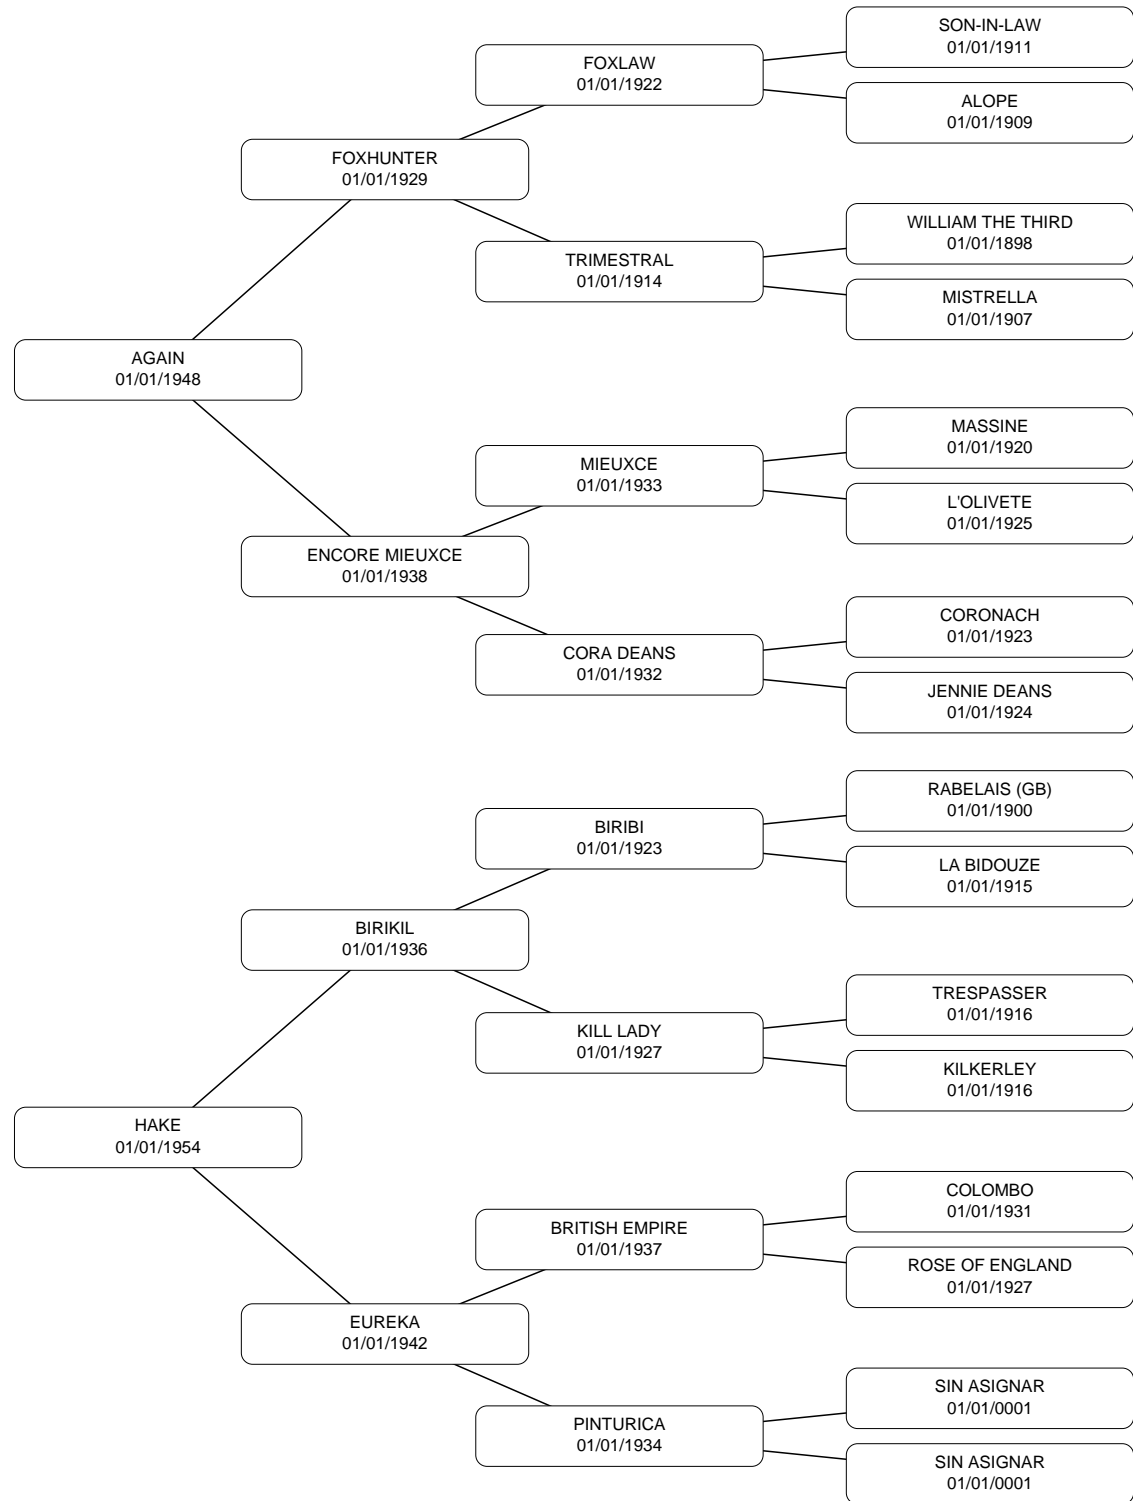 SON-IN-LAW
01/01/1911
FOXLAW
01/01/1922
ALOPE
01/01/1909
FOXHUNTER
01/01/1929
WILLIAM THE THIRD
01/01/1898
TRIMESTRAL
01/01/1914
MISTRELLA
01/01/1907
AGAIN
01/01/1948
MASSINE
01/01/1920
MIEUXCE
01/01/1933
L'OLIVETE
01/01/1925
ENCORE MIEUXCE
01/01/1938
CORONACH
01/01/1923
CORA DEANS
01/01/1932
JENNIE DEANS
01/01/1924
RABELAIS (GB)
01/01/1900
BIRIBI
01/01/1923
LA BIDOUZE
01/01/1915
BIRIKIL
01/01/1936
TRESPASSER
01/01/1916
KILL LADY
01/01/1927
KILKERLEY
01/01/1916
HAKE
01/01/1954
COLOMBO
01/01/1931
BRITISH EMPIRE
01/01/1937
ROSE OF ENGLAND
01/01/1927
EUREKA
01/01/1942
SIN ASIGNAR
01/01/0001
PINTURICA
01/01/1934
SIN ASIGNAR
01/01/0001